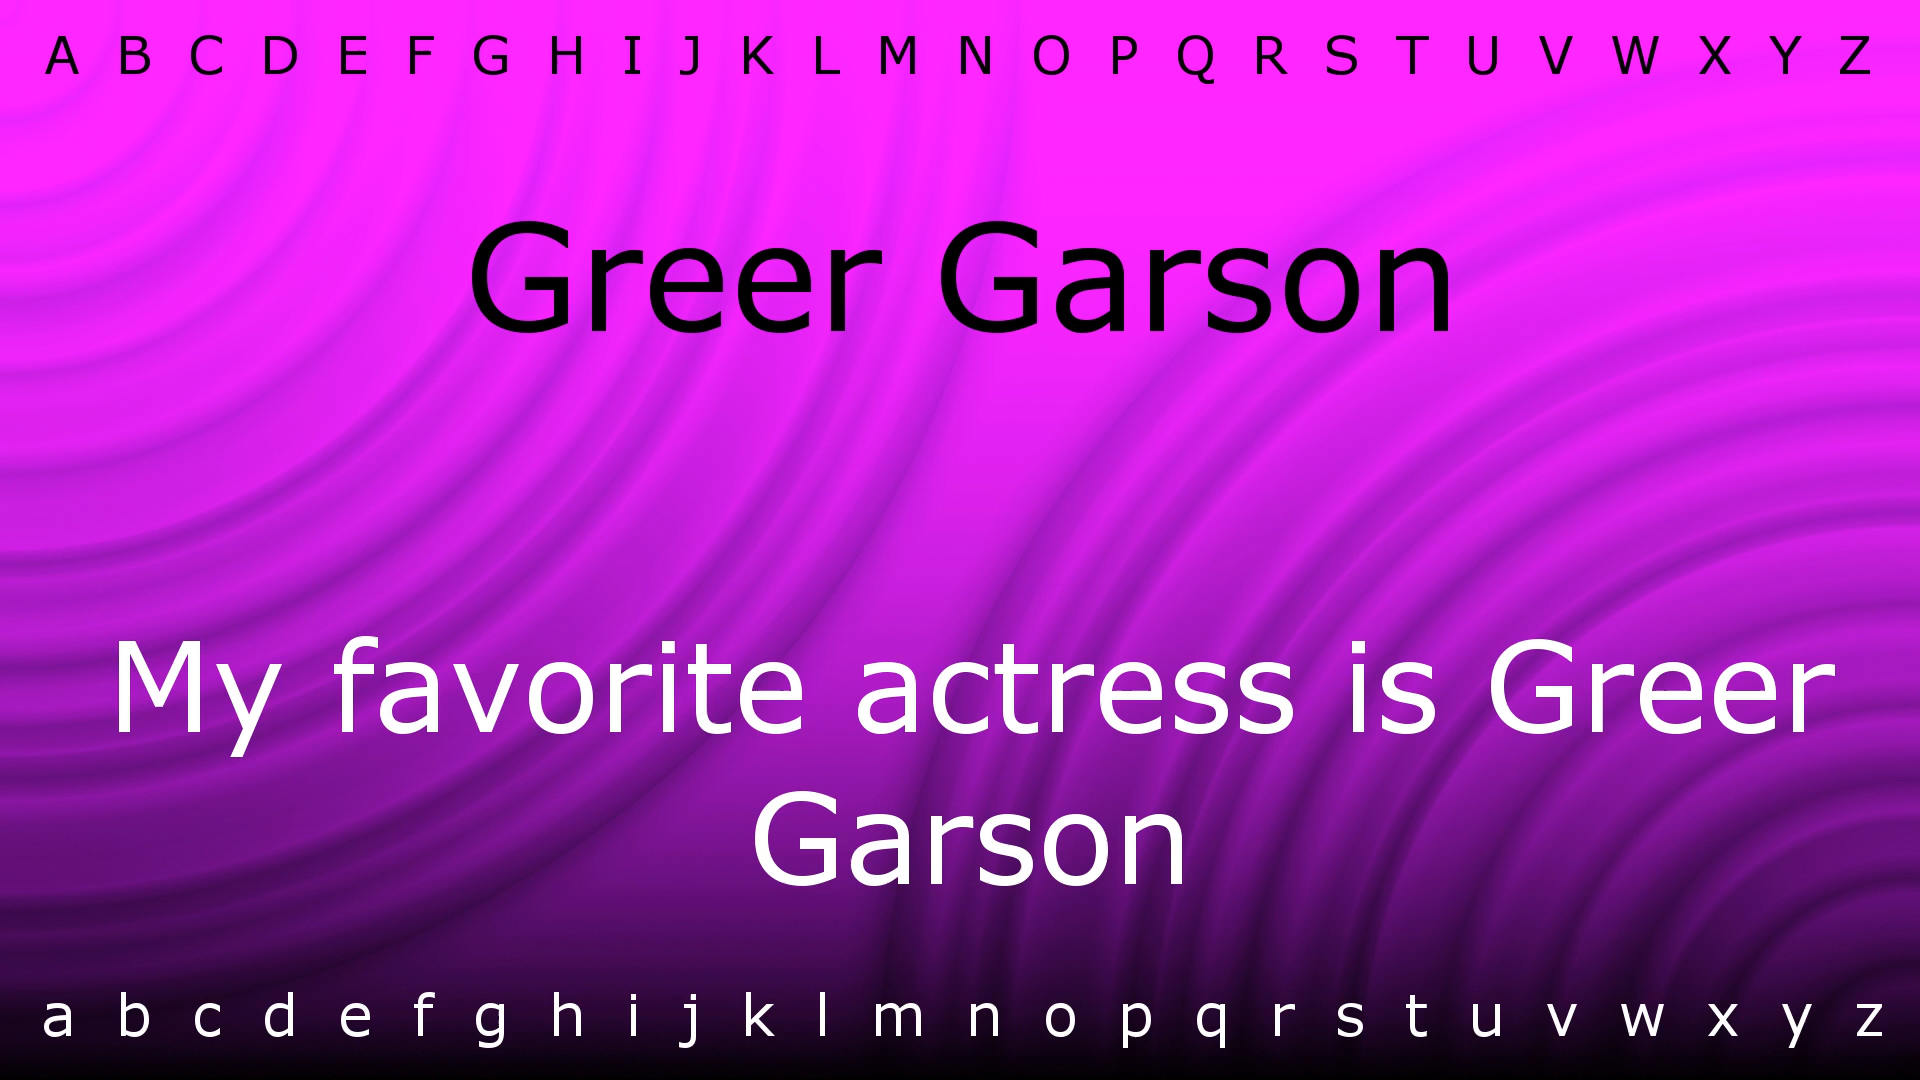 A B C D E F G H I J K L M N O P Q R S T U V W X Y Z
Greer Garson
My favorite actress is Greer
Garson
a b c d e f g h i j k l m n o p q r s t u v w x y z